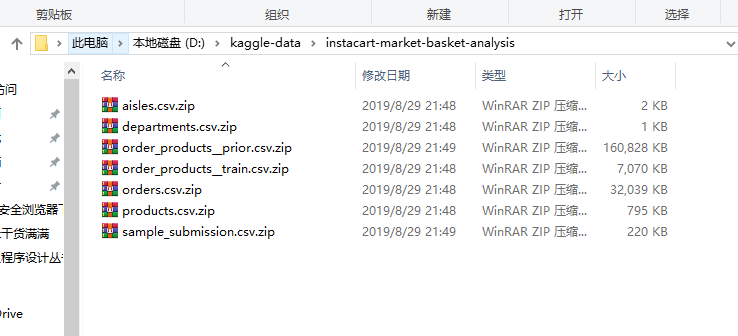 剪贴板 组织 新建 打开 选择
此电脑 本地磁盘 (D:) kaggle-data instacart-market-basket-analysis
名称 修改日期 类型 大小
访问
aisles.csv.zip 2019/8/29 21:48 WinRAR ZIP 压缩... 2 KB
departments.csv.zip 2019/8/29 21:48 WinRAR ZIP 压缩... 1 KB
order_products__prior.csv.zip 2019/8/29 21:49 WinRAR ZIP 压缩... 160,828 KB
order_products__train.csv.zip 2019/8/29 21:48 WinRAR ZIP 压缩... 7,070 KB
orders.csv.zip 2019/8/29 21:48 WinRAR ZIP 压缩... 32,039 KB
products.csv.zip 2019/8/29 21:48 WinRAR ZIP 压缩... 795 KB
安全浏览器下
sample_submission.csv.zip 2019/8/29 21:49 WinRAR ZIP 压缩... 220 KB
干货满满
程序设计丛
Drive